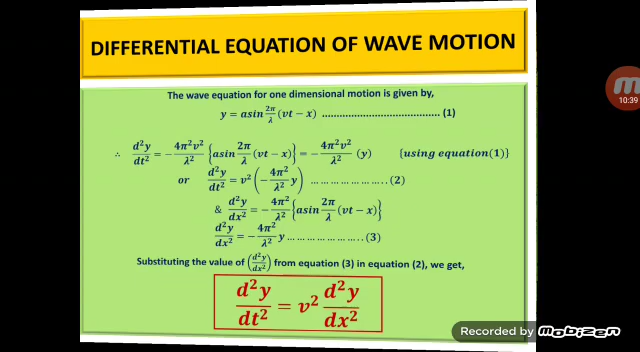 DIFFERENTIAL EQUATION OF WAVE MOTION
The wave equation for one dimensional motion is given by,
y = asin 2π/λ (vt − x) ........................................ (1)
∴ d²y/dt² = − 4π²v²/λ² {asin 2π/λ (vt − x)} = − 4π²v²/λ² (y) {using equation(1)}
or d²y/dt² = v² (− 4π²/λ² y) ... ... ... ... ... ... .. (2)
& d²y/dx² = − 4π²/λ² {asin 2π/λ (vt − x)}
d²y/dx² = − 4π²/λ² y ... ... ... ... ... ... .. (3)
Substituting the value of (d²y/dx²) from equation (3) in equation (2), we get,
d²y/dt² = v² d²y/dx²
10:39
Recorded by MOBIZEN